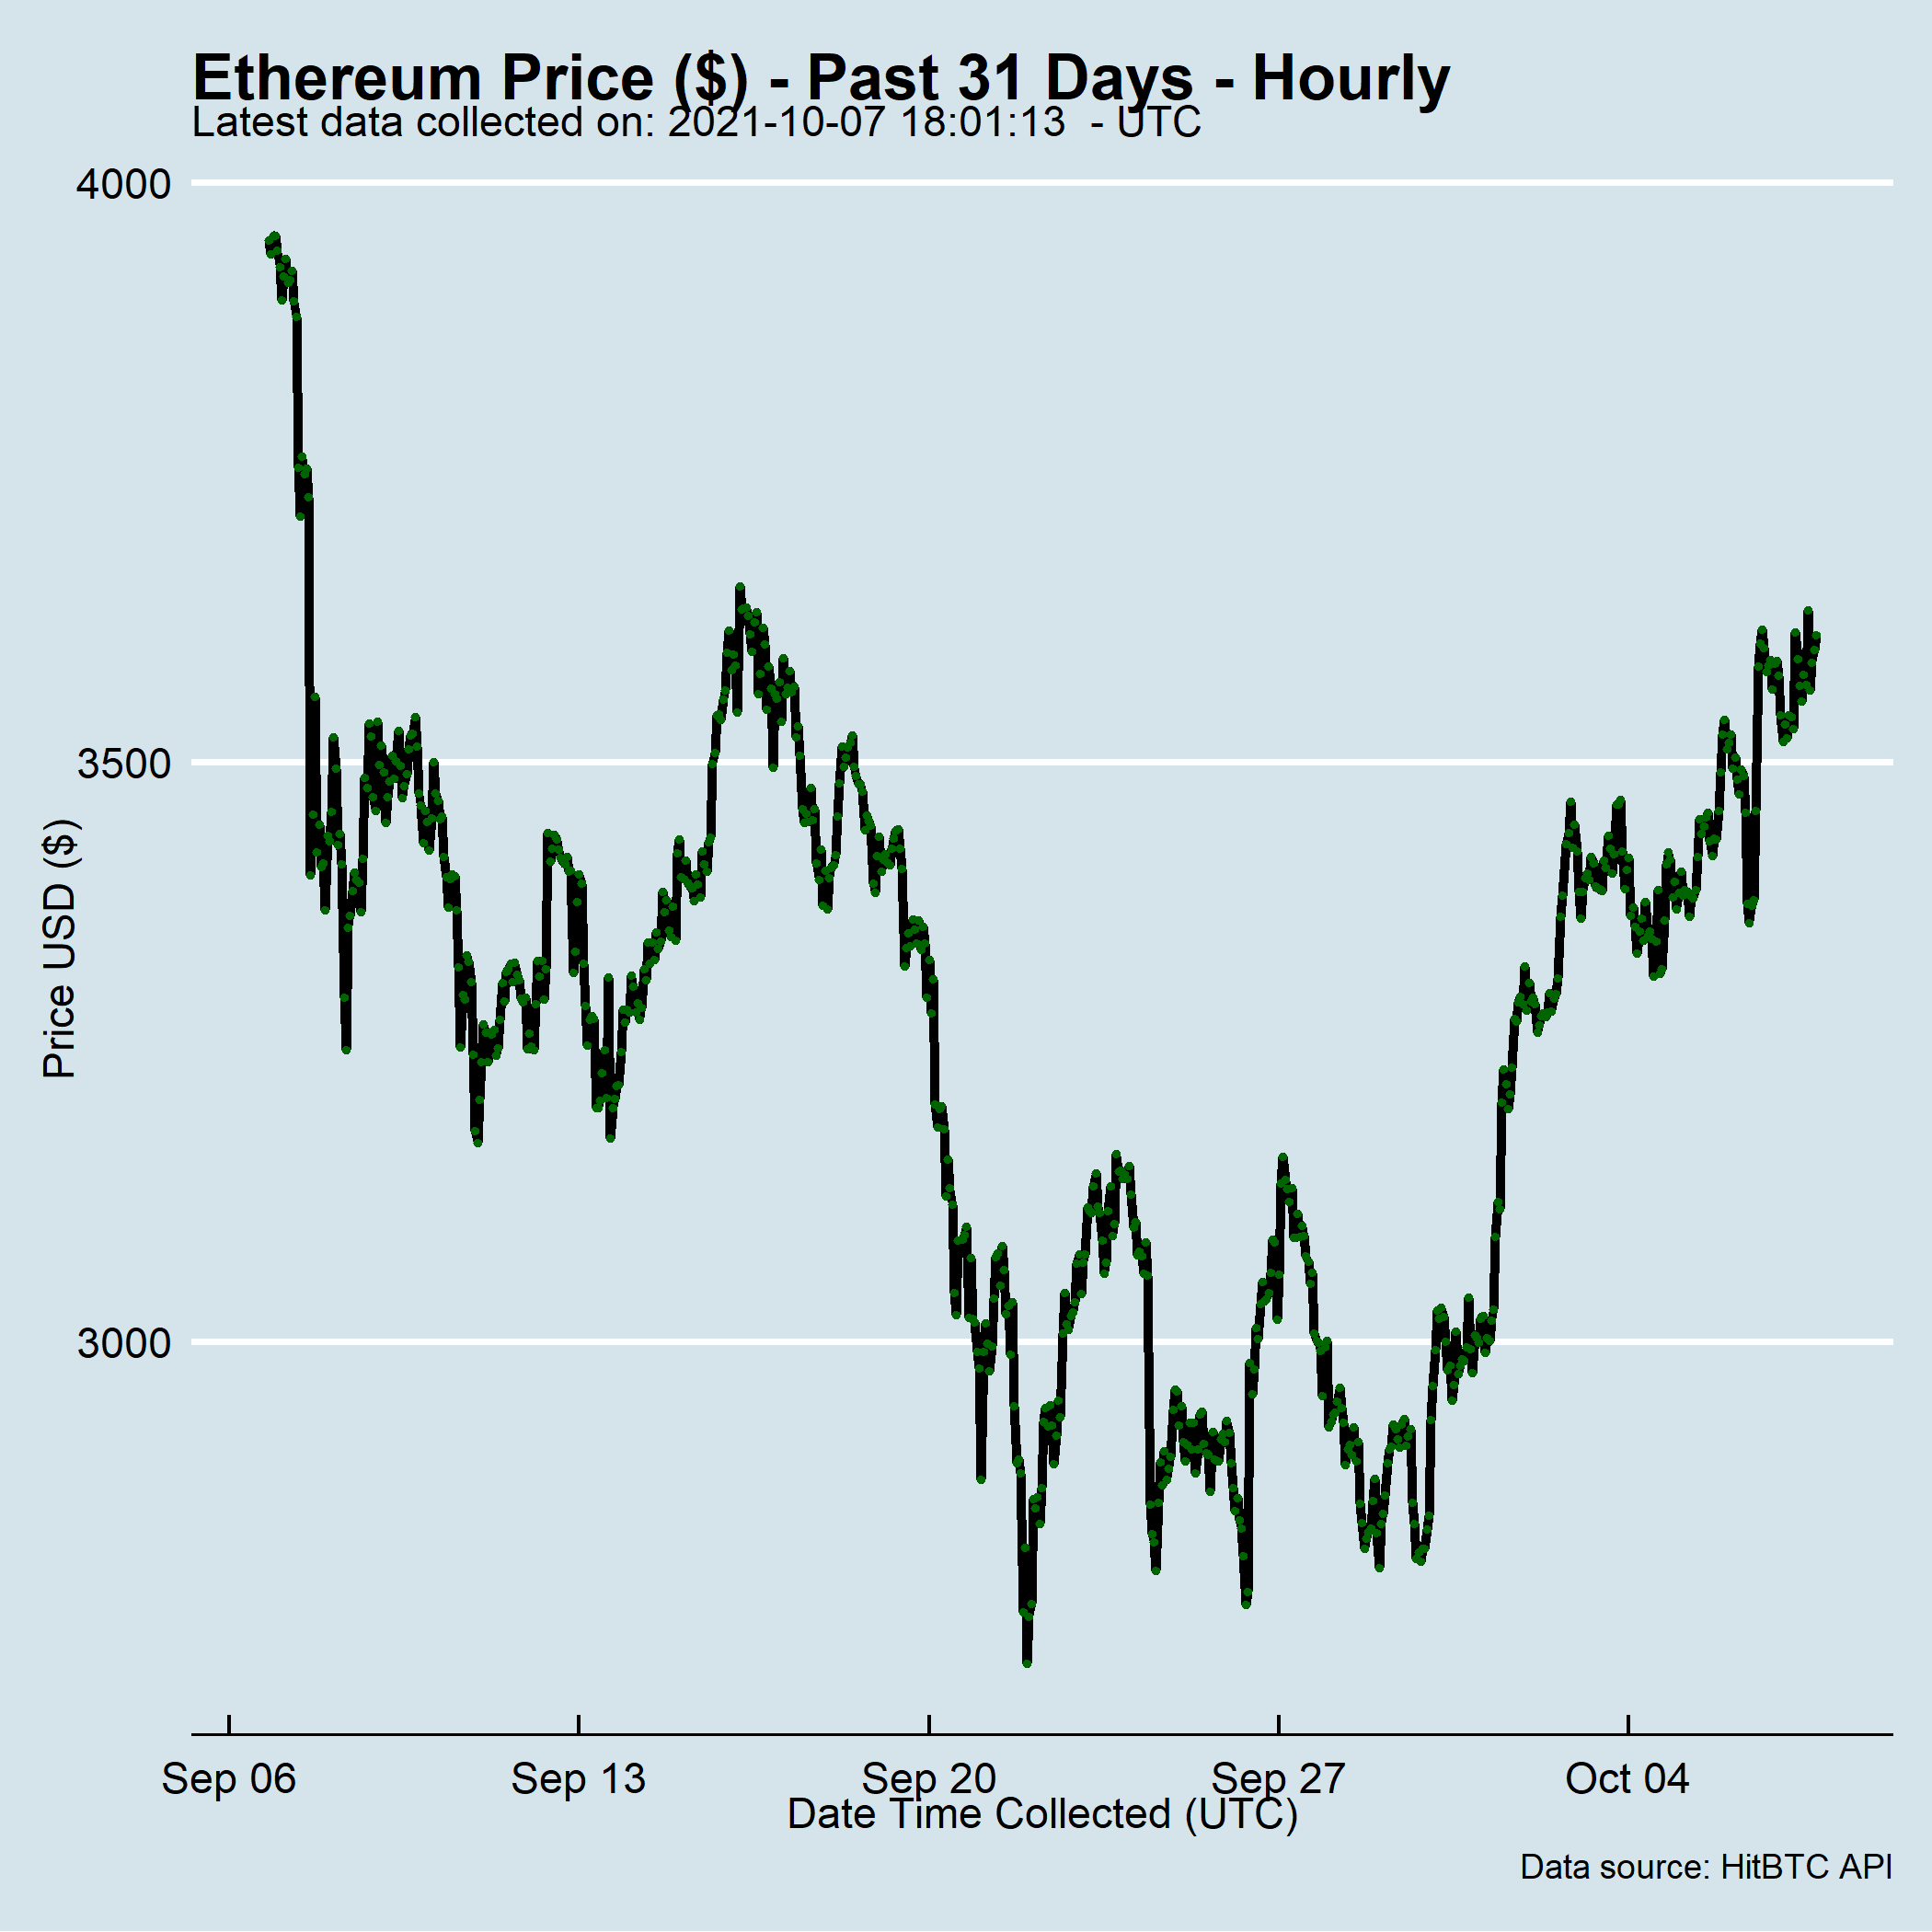 Ethereum Price ($) - Past 31 Days - Hourly
Latest data collected on: 2021-10-07 18:01:13  - UTC
4000
3500
3000
Price USD ($)
Sep 06
Sep 13
Sep 20
Sep 27
Oct 04
Date Time Collected (UTC)
Data source: HitBTC API